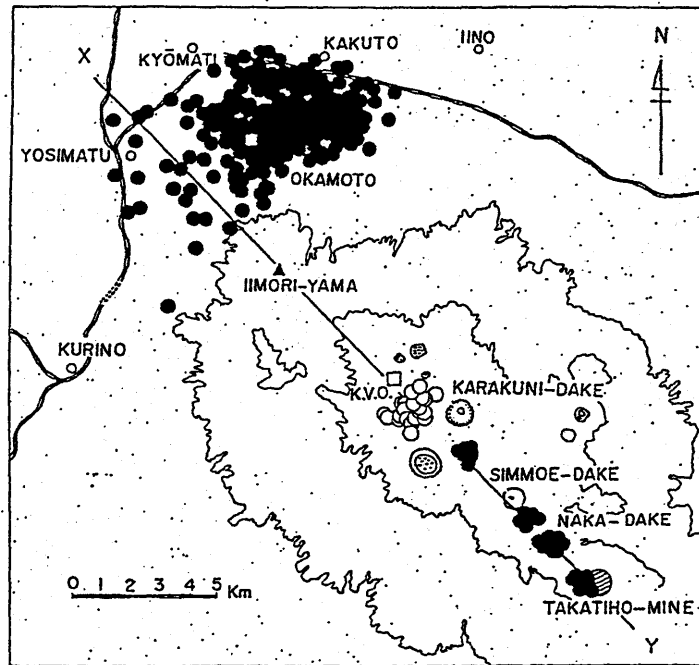 X
KYŌMATI
KAKUTO
IINO
N
YOSIMATU
OKAMOTO
IIMORI-YAMA
KURINO
K.V.O.
KARAKUNI-DAKE
SIMMOE-DAKE
NAKA-DAKE
0 1 2 3 4 5 Km
TAKATIHO-MINE
Y